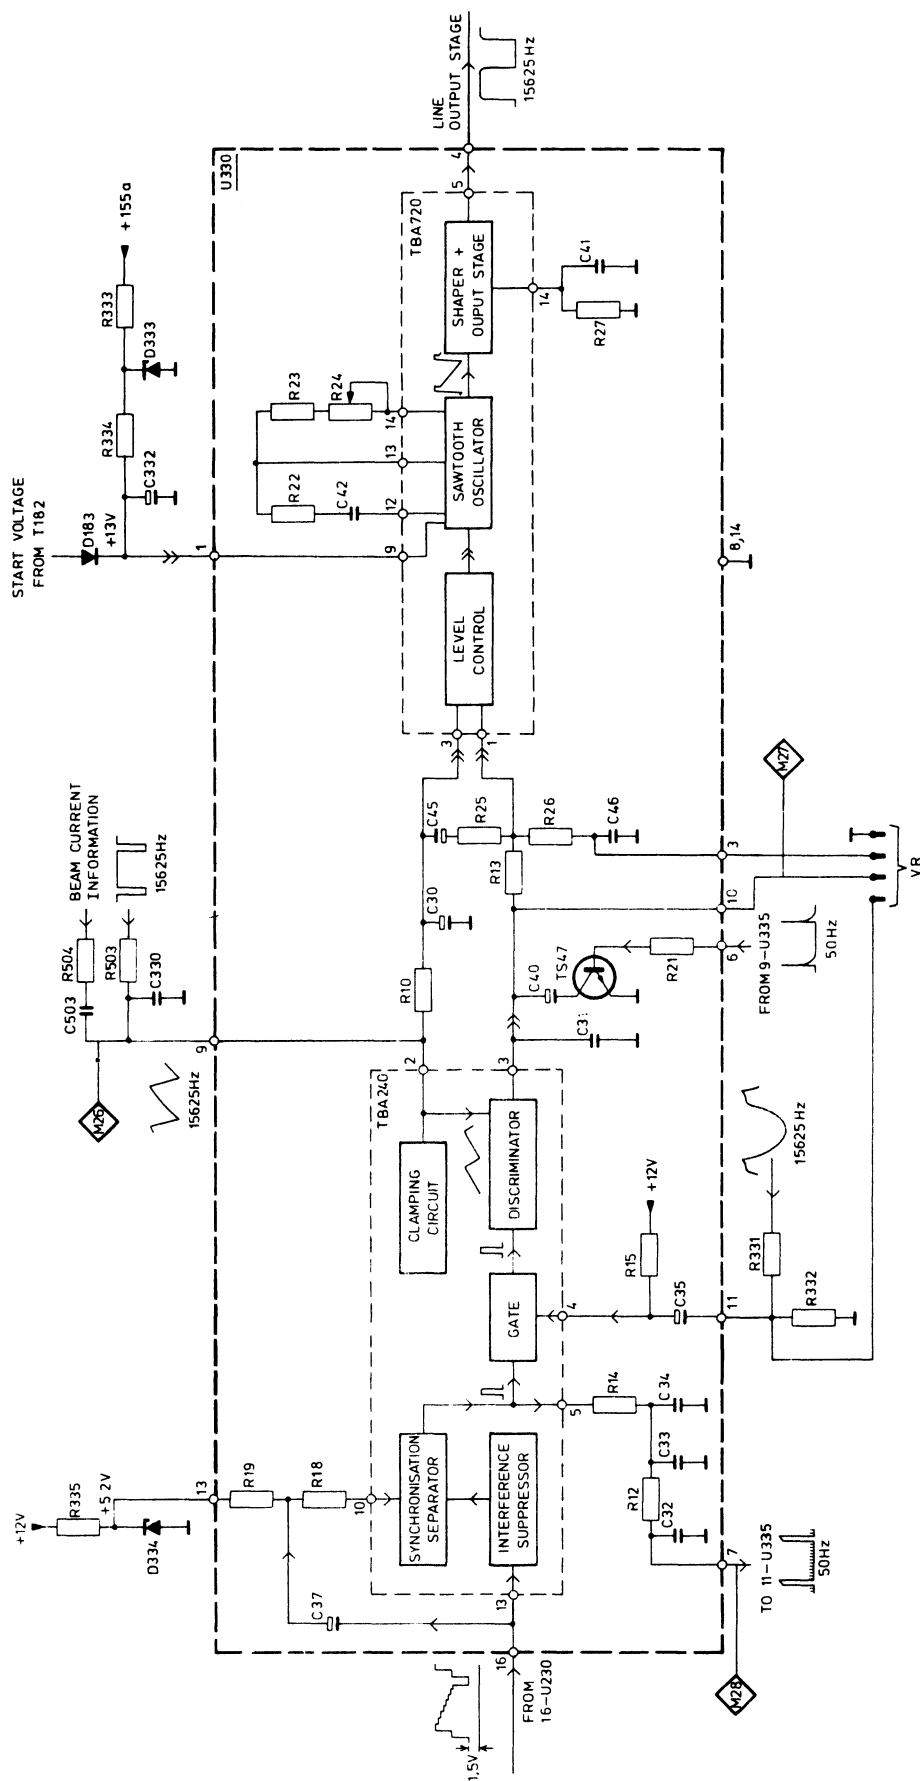 LINE
OUTPUT STAGE
15625 Hz
4
U330
5
TBA720
SHAPER +
OUPUT STAGE
14
R27
C41
+155a
R333
D333
R334
C332
START VOLTAGE
FROM T182
D183
+13V
1
R23
R24
R22
C42
14
13
12
9
SAWTOOTH
OSCILLATOR
LEVEL
CONTROL
3
1
8,14
BEAM CURRENT
INFORMATION
15625Hz
R504
R503
C503
C330
M26
15625Hz
9
C45
R25
R26
C46
R13
C30
R10
C40
TS47
R21
C31
3
10
6
FROM 9-U335
50Hz
M27
VR
2
3
TBA240
CLAMPING
CIRCUIT
DISCRIMINATOR
GATE
4
R15
+12V
C35
11
R331
R332
15625Hz
+12V
R335
+5 2V
D334
13
R19
R18
10
SYNCHRONISATION
SEPARATOR
INTERFERENCE
SUPPRESSOR
5
R14
C34
C33
R12
C32
7
TO 11-U335
50Hz
M28
C37
13
16
FROM
16-U230
1,5V